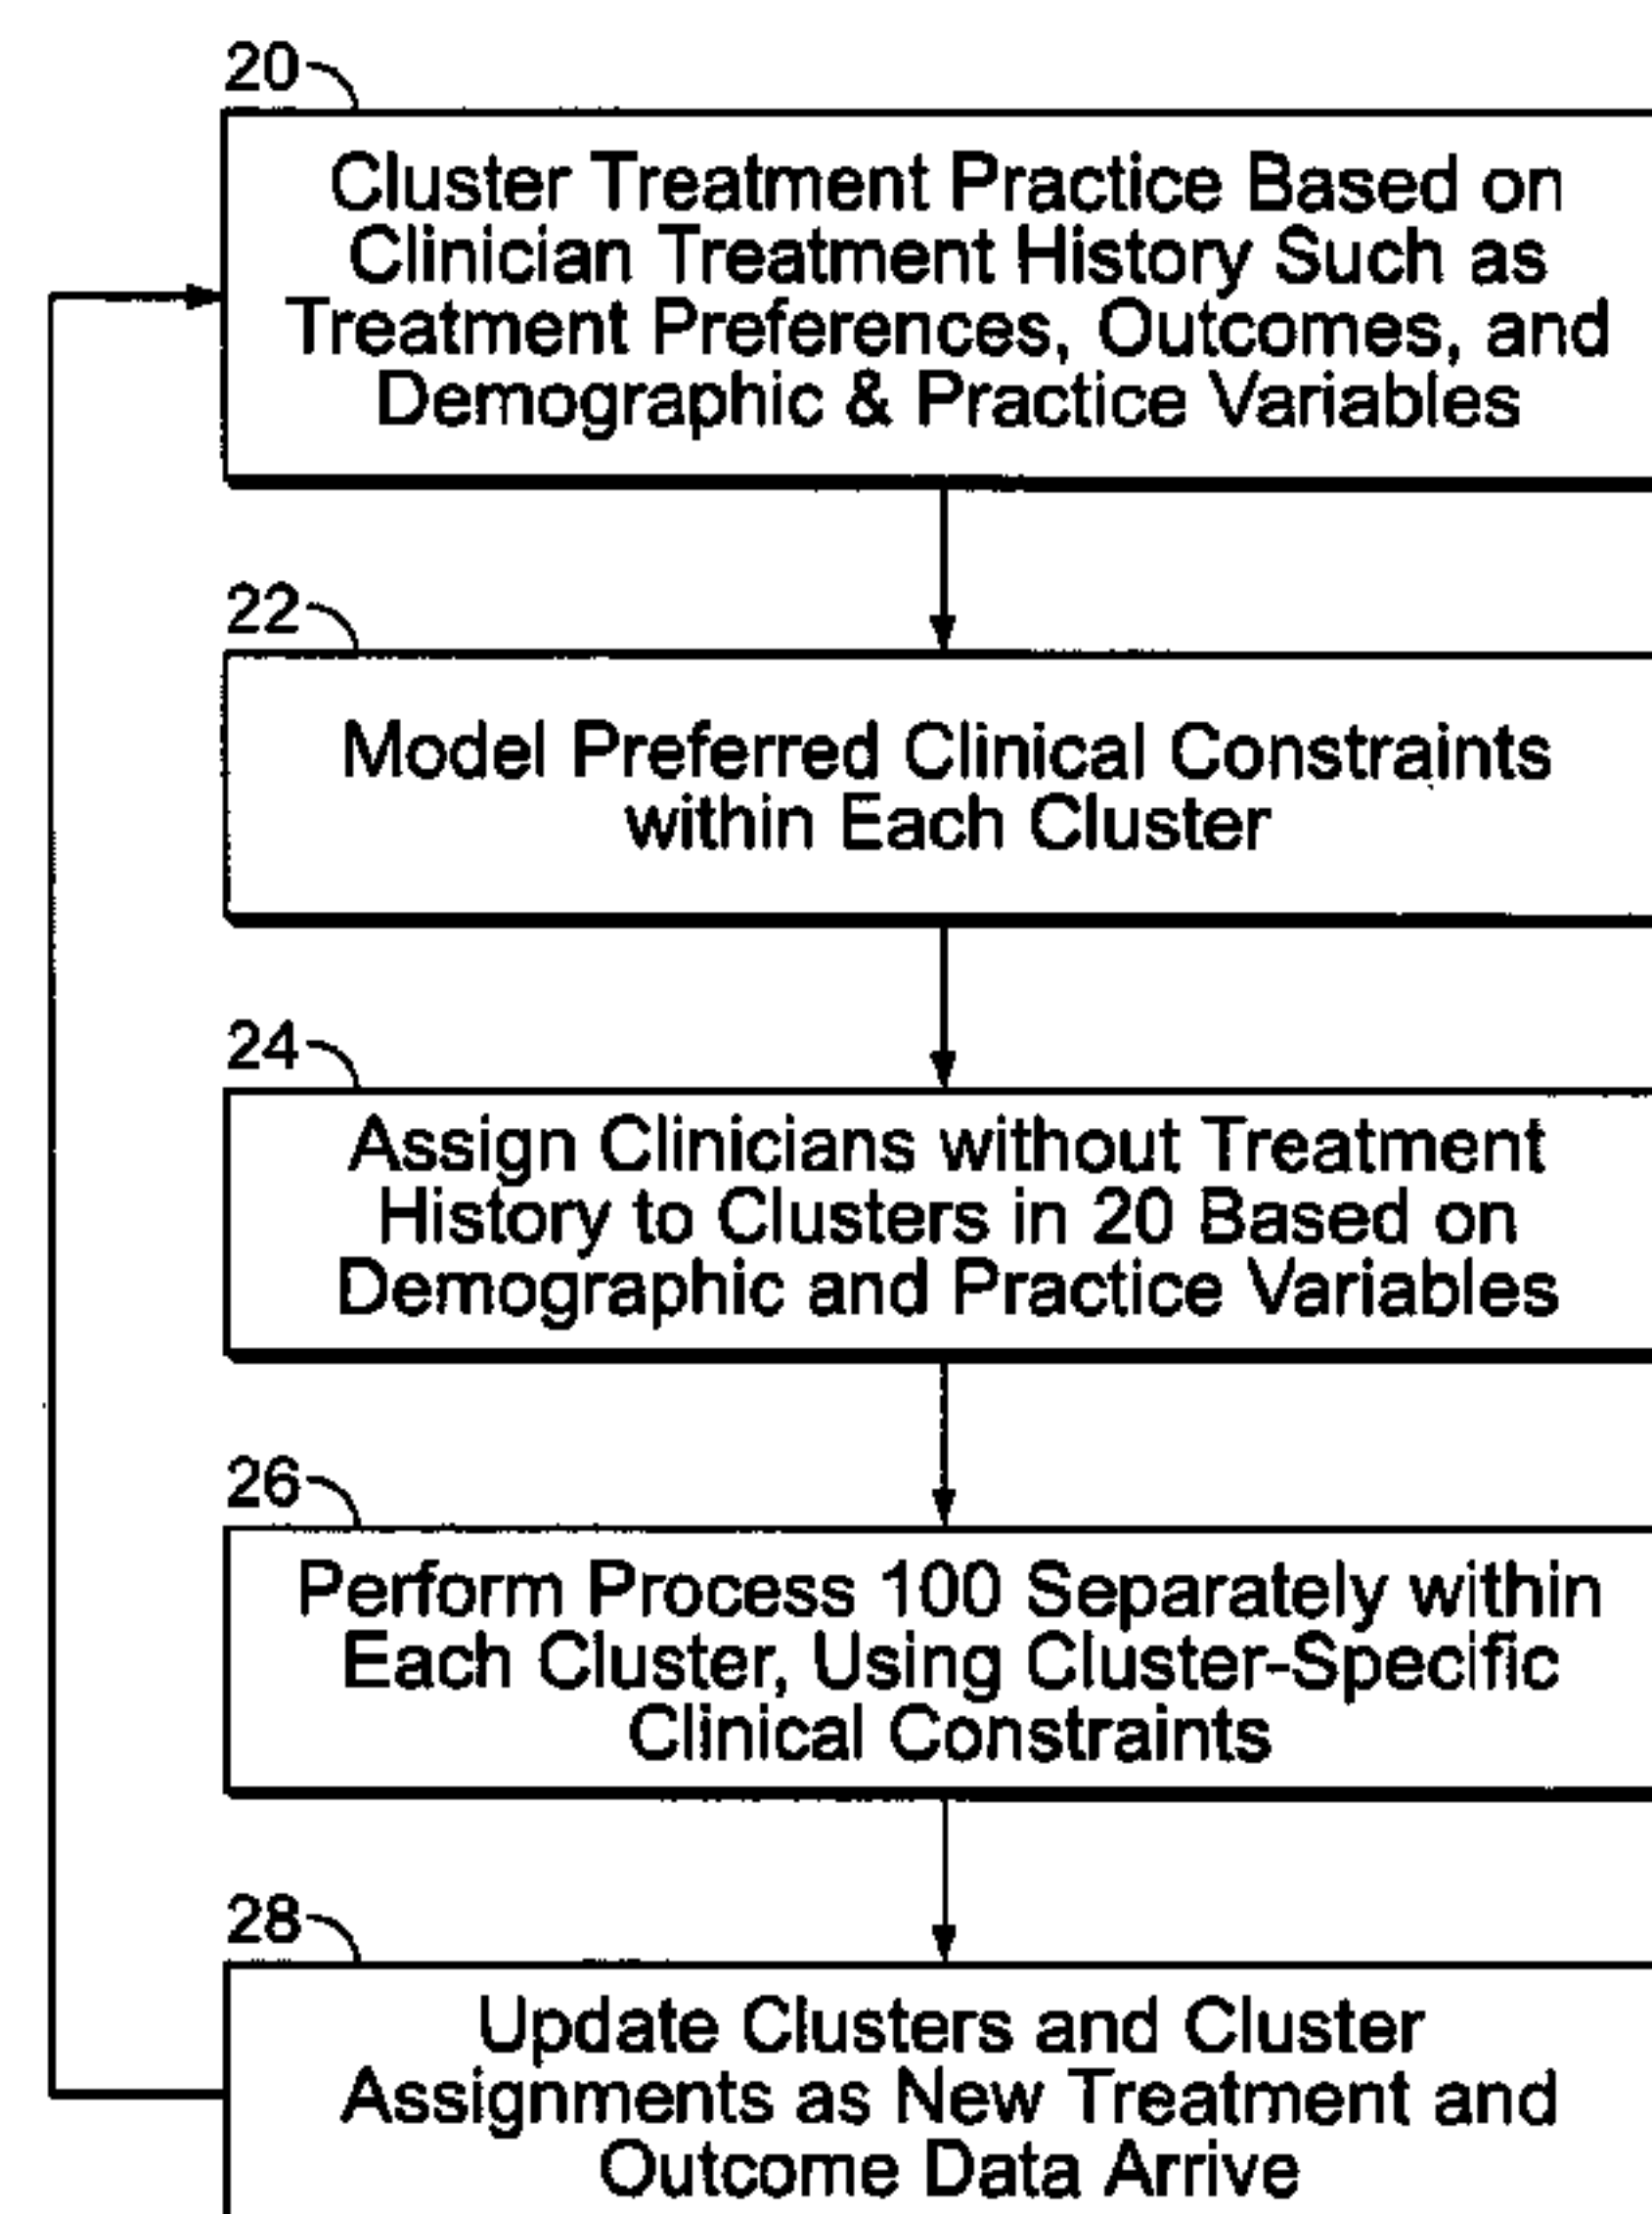 20
Cluster Treatment Practice Based on
Clinician Treatment History Such as
Treatment Preferences, Outcomes, and
Demographic & Practice Variables
22
Model Preferred Clinical Constraints
within Each Cluster
24
Assign Clinicians without Treatment
History to Clusters in 20 Based on
Demographic and Practice Variables
26
Perform Process 100 Separately within
Each Cluster, Using Cluster-Specific
Clinical Constraints
28
Update Clusters and Cluster
Assignments as New Treatment and
Outcome Data Arrive